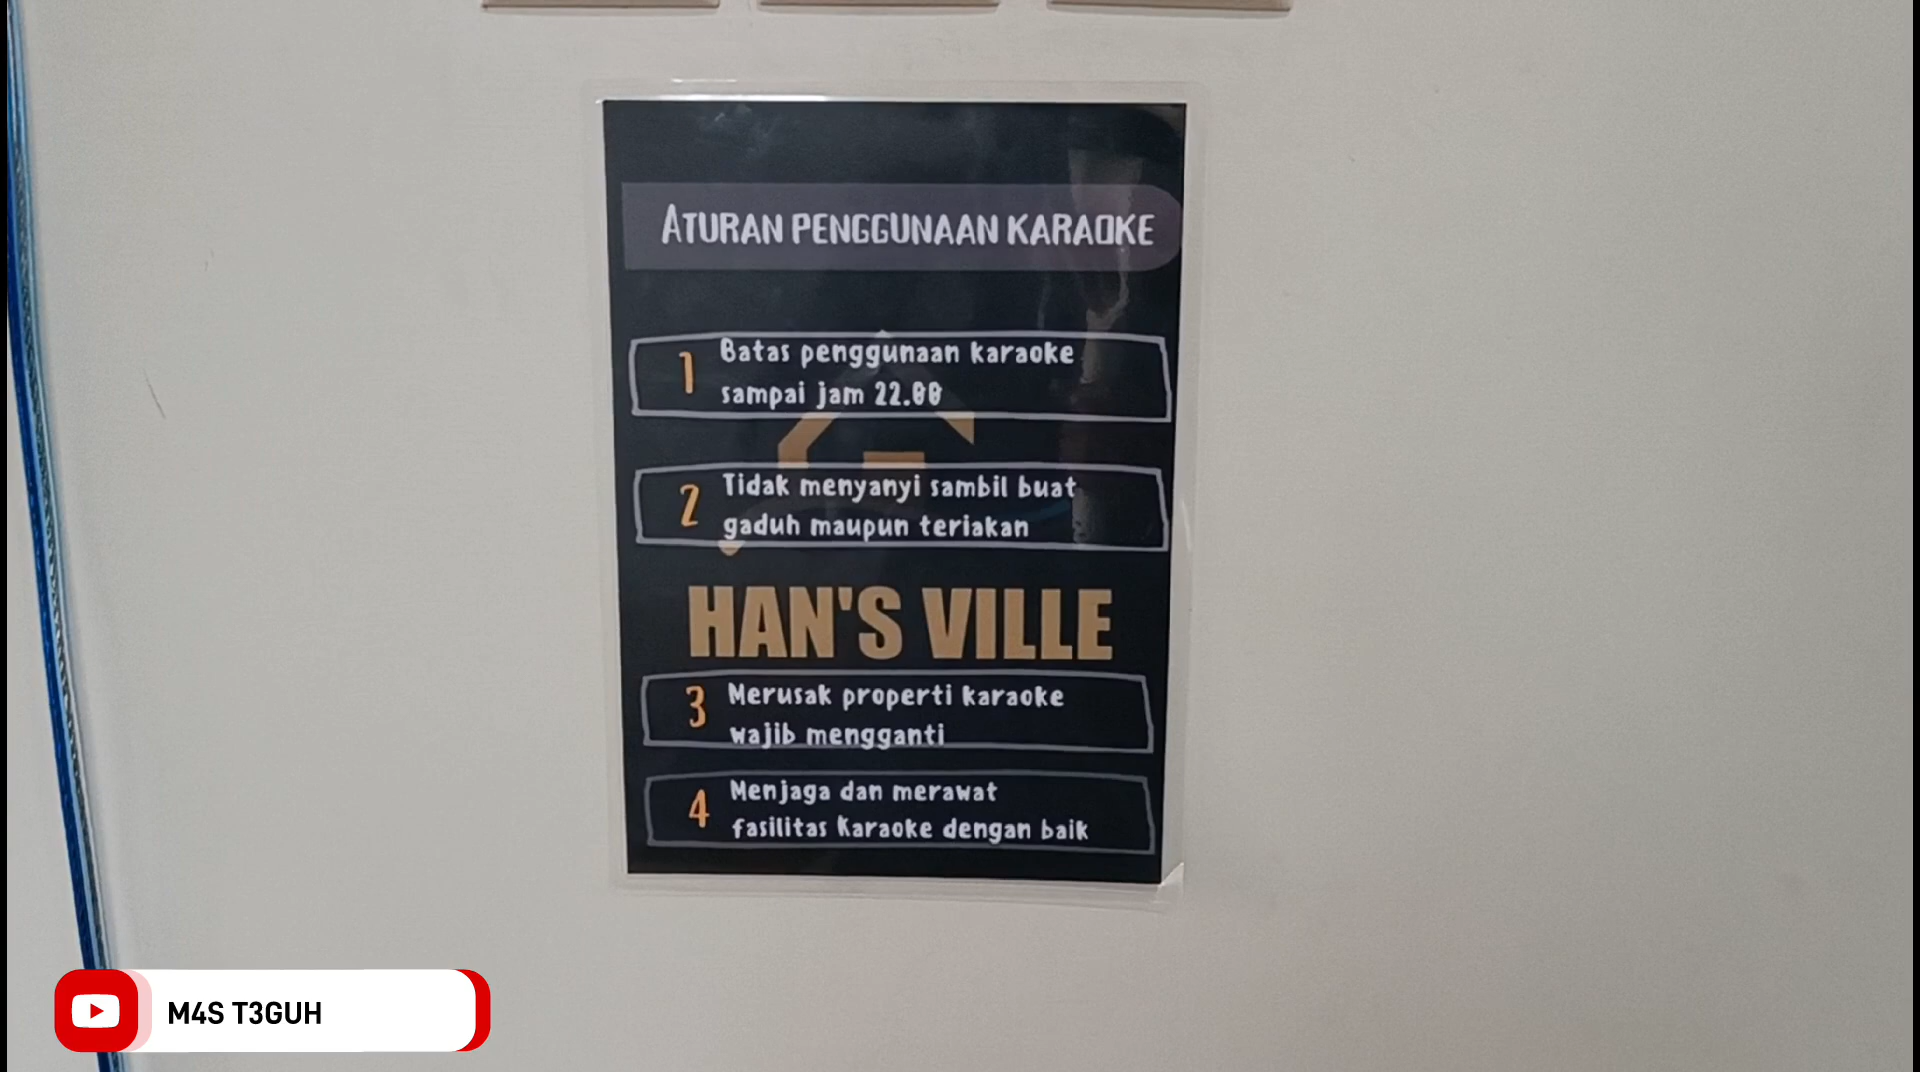 ATURAN PENGGUNAAN KARAOKE
1 Batas penggunaan karaoke
sampai jam 22.00
2 Tidak menyanyi sambil buat
gaduh maupun teriakan
HAN'S VILLE
3 Merusak properti karaoke
wajib mengganti
4 Menjaga dan merawat
fasilitas karaoke dengan baik
M4S T3GUH